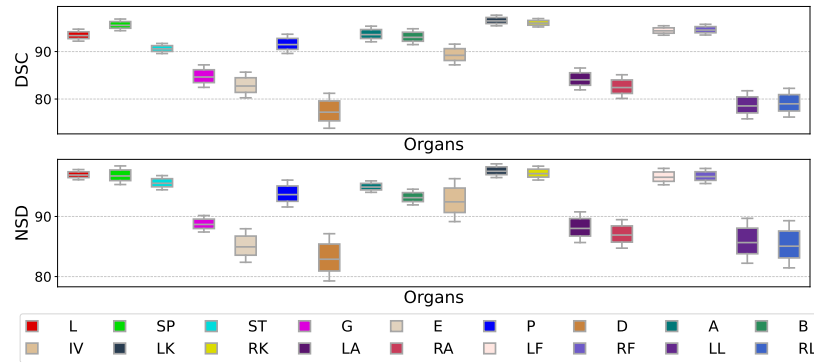 DSC
90
80
Organs
NSD
90
80
Organs
L SP ST G E P D A B
IV LK RK LA RA LF RF LL RL